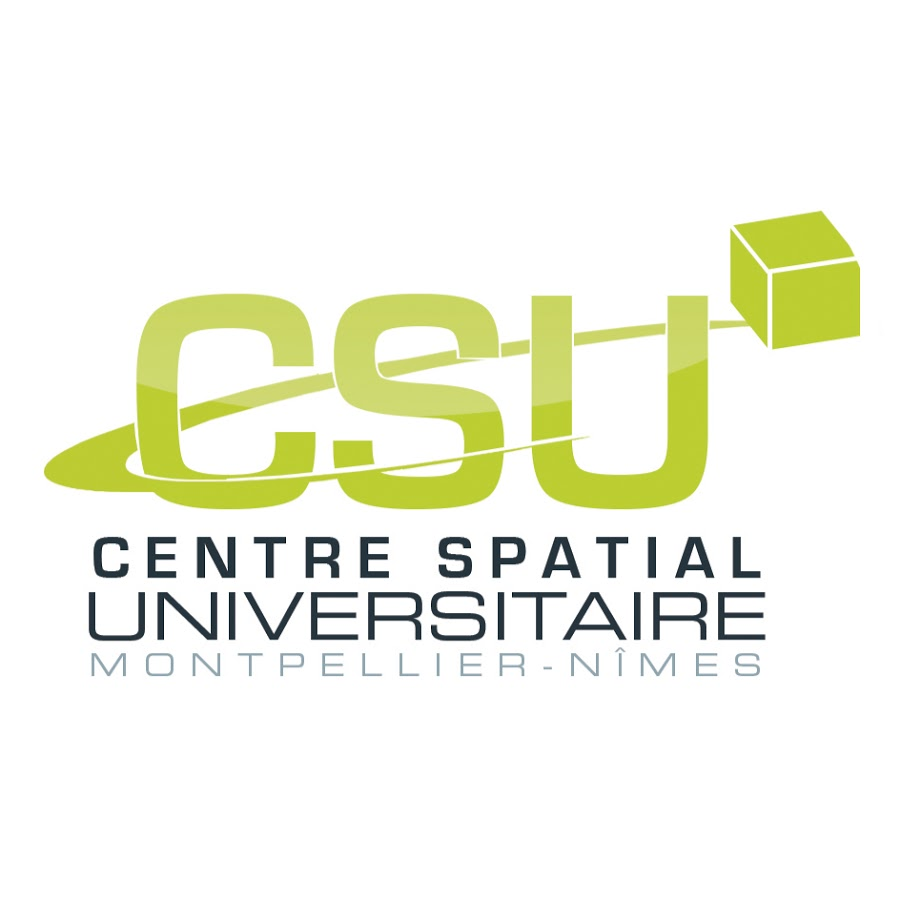 CSU
CENTRE SPATIAL
UNIVERSITAIRE
MONTPELLIER-NÎMES